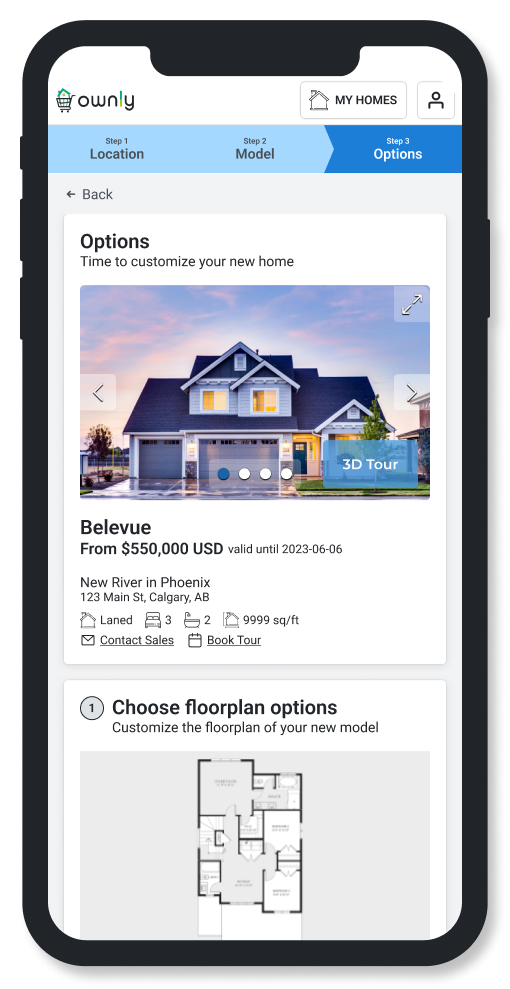 ownly
MY HOMES
Step 1
Location
Step 2
Model
Step 3
Options
Back
Options
Time to customize your new home
3D Tour
Belevue
From $550,000 USD valid until 2023-06-06
New River in Phoenix
123 Main St, Calgary, AB
Laned 3 2 9999 sq/ft
Contact Sales Book Tour
1 Choose floorplan options
Customize the floorplan of your new model